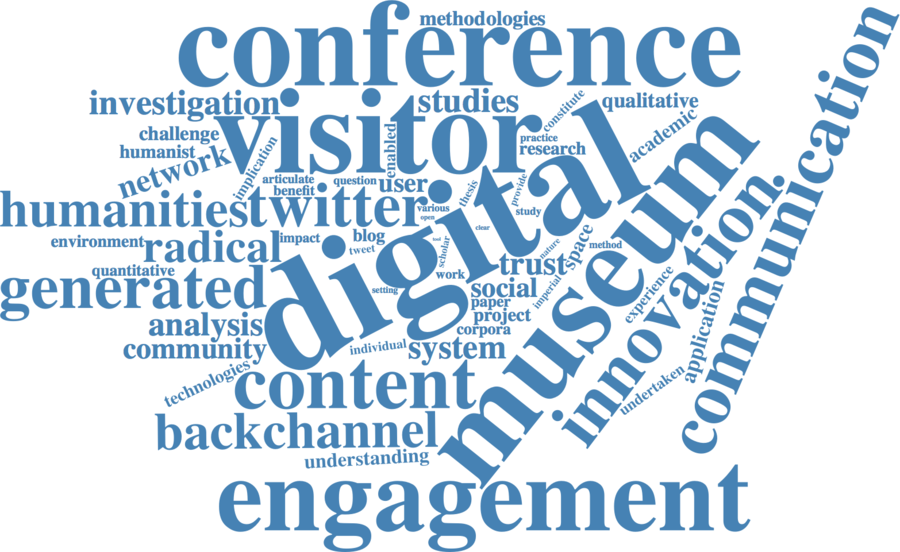 methodologies
conference
communication
investigation
studies
constitute
qualitative
visitor
challenge
enabled
practice
academic
humanist
implication
research
network
articulate
question
user
thesis
provide
benefit
humanities
twitter
various
open
study
digital
museum
clear
environment
radical
impact
blog
tweet
scholar
nature
space
method
innovation.
quantitative
work
trust
generated
setting
social
imperial
experience
paper
project
analysis
corpora
application
community
individual
system
technologies
content
undertaken
backchannel
understanding
engagement